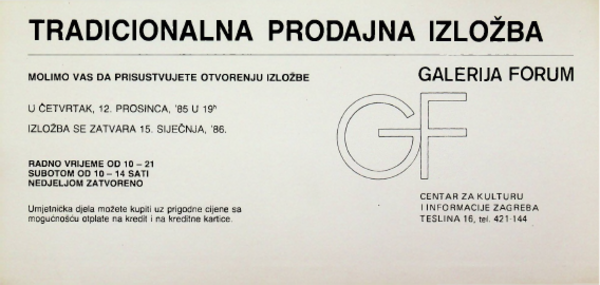 TRADICIONALNA PRODAJNA IZLOŽBA
MOLIMO VAS DA PRISUSTVUJETE OTVORENJU IZLOŽBE
U ČETVRTAK, 12. PROSINCA, '85 U 19ʰ
IZLOŽBA SE ZATVARA 15. SIJEČNJA, '86.
RADNO VRIJEME OD 10 – 21
SUBOTOM OD 10 – 14 SATI
NEDJELJOM ZATVORENO
Umjetnička djela možete kupiti uz prigodne cijene sa
mogućnošću otplate na kredit i na kreditne kartice.
GALERIJA FORUM
GF
CENTAR ZA KULTURU
I INFORMACIJE ZAGREBA
TESLINA 16, tel. 421-144